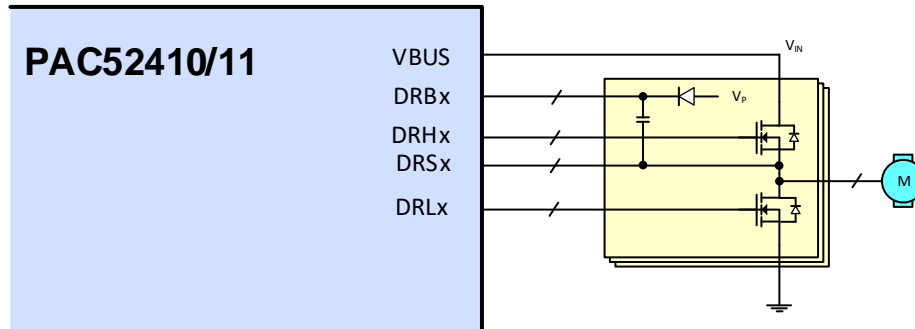 PAC52410/11
VBUS
DRBx
DRHx
DRSx
DRLx
VIN
VP
M